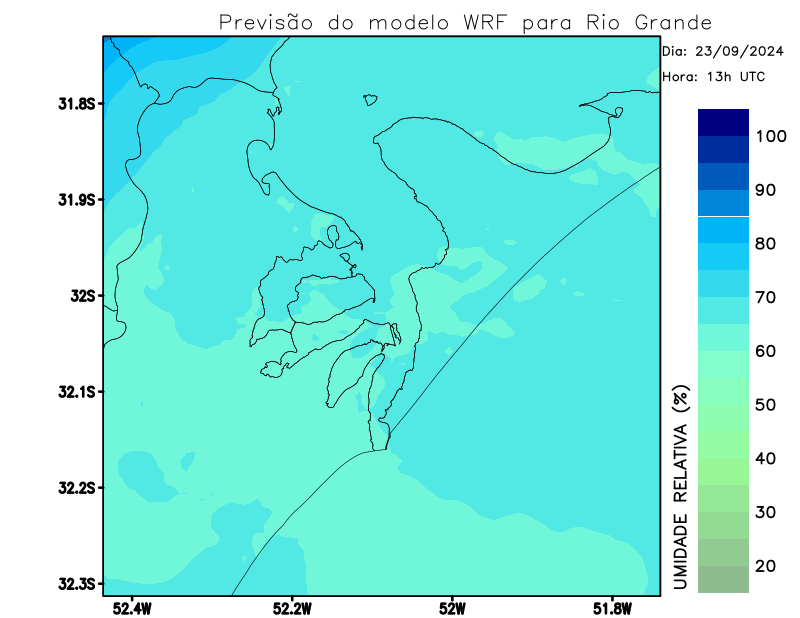 Previsão do modelo WRF para Rio Grande
Dia: 23/09/2024
Hora: 13h UTC
31.8S
31.9S
32S
32.1S
32.2S
32.3S
52.4W
52.2W
52W
51.8W
100
90
80
70
60
50
40
30
20
UMIDADE RELATIVA (%)